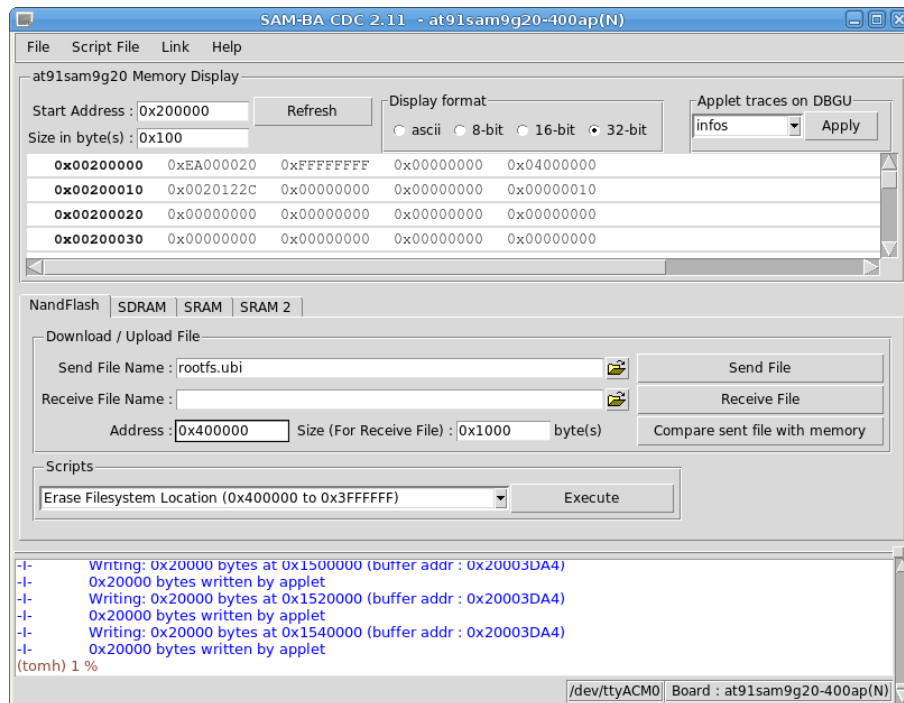 SAM-BA CDC 2.11 - at91sam9g20-400ap(N)
File Script File Link Help
at91sam9g20 Memory Display
Start Address : 0x200000 Refresh
Size in byte(s) : 0x100
Display format
ascii 8-bit 16-bit 32-bit
Applet traces on DBGU
infos Apply
0x00200000 0xEA000020 0xFFFFFFFF 0x00000000 0x04000000
0x00200010 0x0020122C 0x00000000 0x00000000 0x00000010
0x00200020 0x00000000 0x00000000 0x00000000 0x00000000
0x00200030 0x00000000 0x00000000 0x00000000 0x00000000
NandFlash SDRAM SRAM SRAM 2
Download / Upload File
Send File Name : rootfs.ubi Send File
Receive File Name : Receive File
Address : 0x400000 Size (For Receive File) : 0x1000 byte(s) Compare sent file with memory
Scripts
Erase Filesystem Location (0x400000 to 0x3FFFFFF) Execute
-I- Writing: 0x20000 bytes at 0x1500000 (buffer addr : 0x20003DA4)
-I- 0x20000 bytes written by applet
-I- Writing: 0x20000 bytes at 0x1520000 (buffer addr : 0x20003DA4)
-I- 0x20000 bytes written by applet
-I- Writing: 0x20000 bytes at 0x1540000 (buffer addr : 0x20003DA4)
-I- 0x20000 bytes written by applet
(tomh) 1 %
/dev/ttyACM0 Board : at91sam9g20-400ap(N)